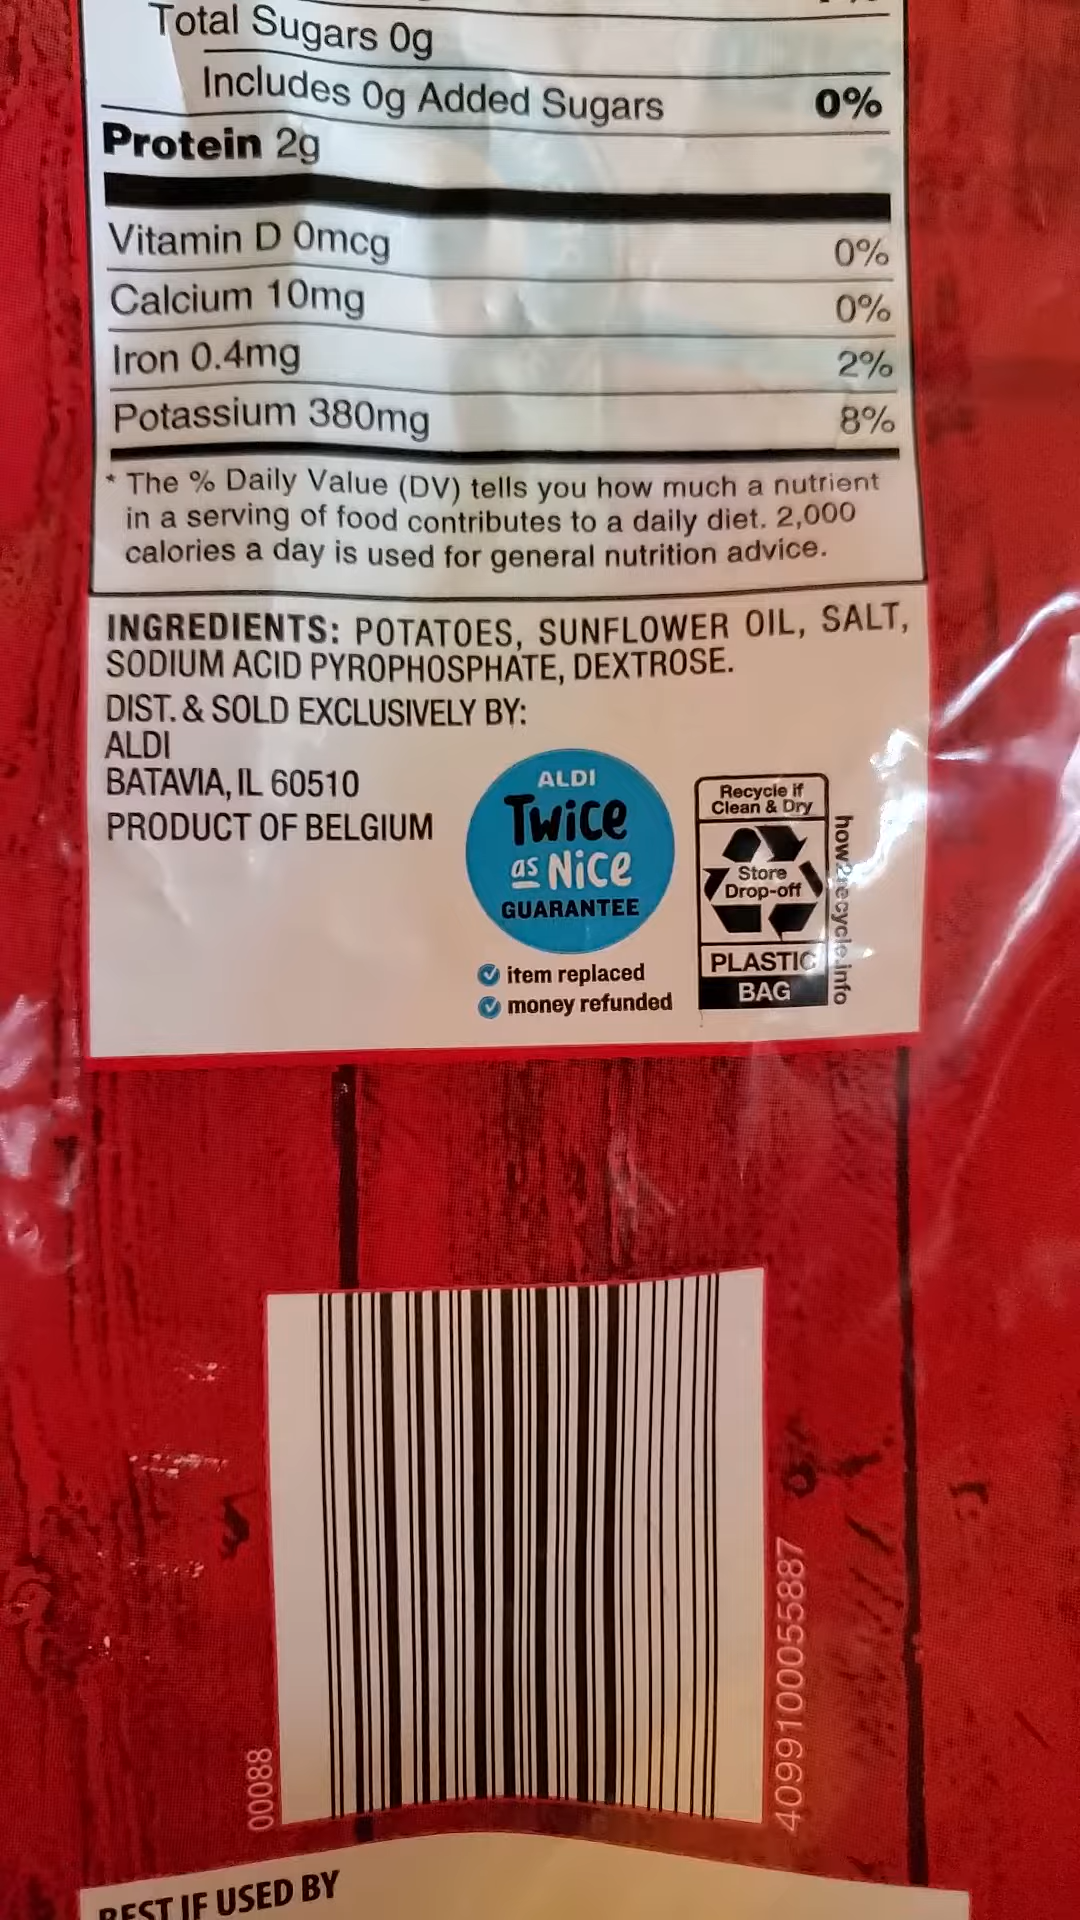 Total Sugars 0g
Includes 0g Added Sugars 0%
Protein 2g
Vitamin D 0mcg 0%
Calcium 10mg 0%
Iron 0.4mg 2%
Potassium 380mg 8%
* The % Daily Value (DV) tells you how much a nutrient
in a serving of food contributes to a daily diet. 2,000
calories a day is used for general nutrition advice.
INGREDIENTS: POTATOES, SUNFLOWER OIL, SALT,
SODIUM ACID PYROPHOSPHATE, DEXTROSE.
DIST. & SOLD EXCLUSIVELY BY:
ALDI
BATAVIA, IL 60510
PRODUCT OF BELGIUM
ALDI
Twice
as Nice
GUARANTEE
item replaced
money refunded
Recycle if
Clean & Dry
Store
Drop-off
PLASTIC
BAG
how2recycle.info
00088
4099100055887
BEST IF USED BY